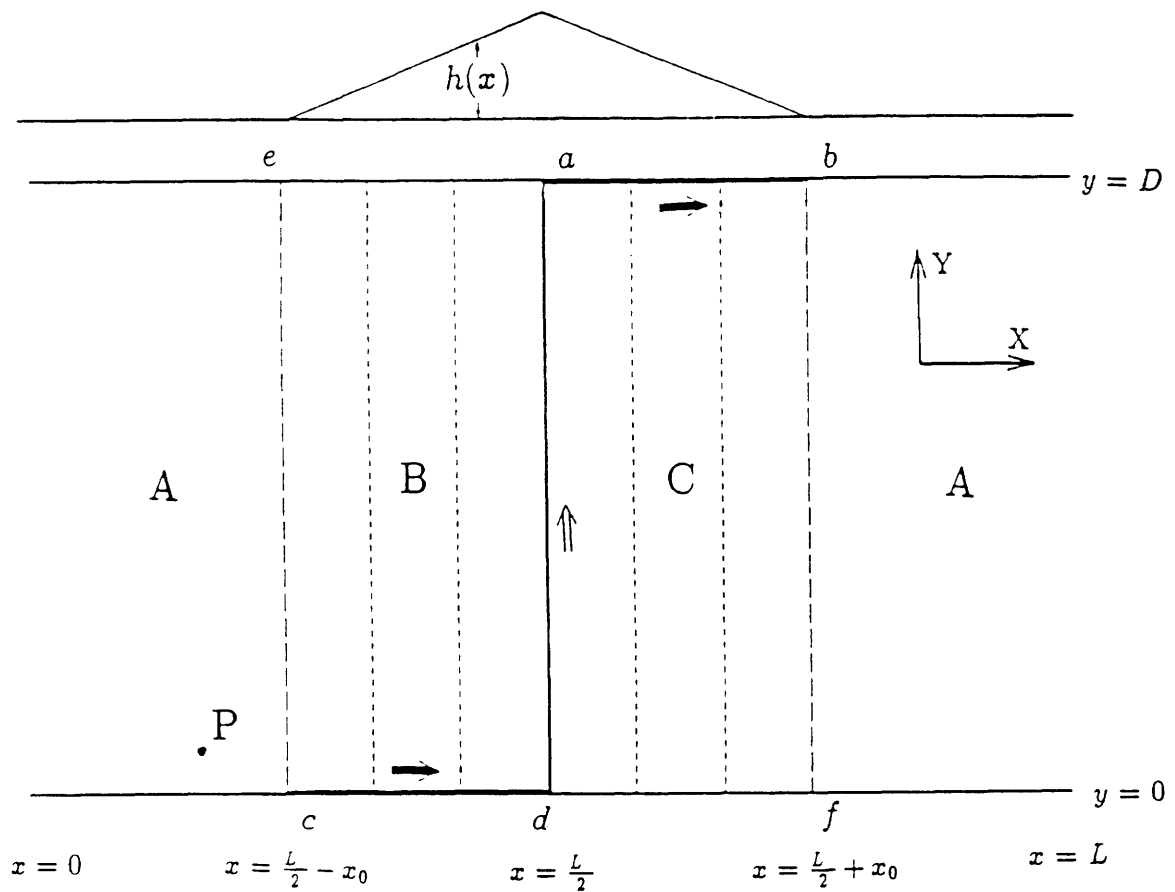 h(x)
e a b
y = D
Y
X
A B C A
P
y = 0
c d f
x = 0 x = L/2 − x₀ x = L/2 x = L/2 + x₀ x = L